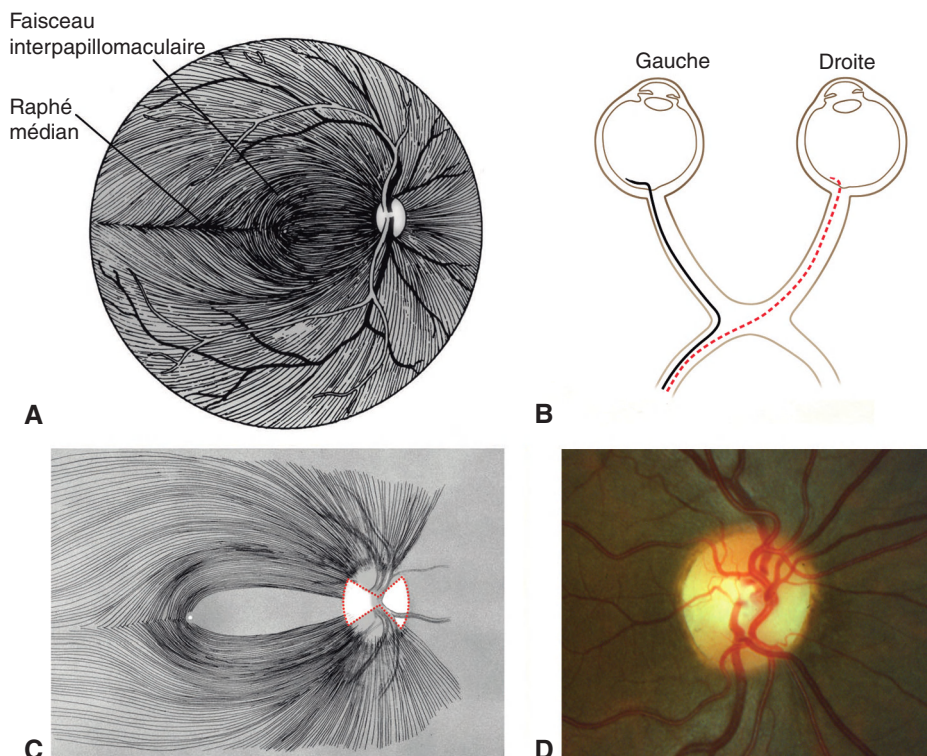 Faisceau
interpapillomaculaire
Raphé
médian
A
Gauche
Droite
B
C
D